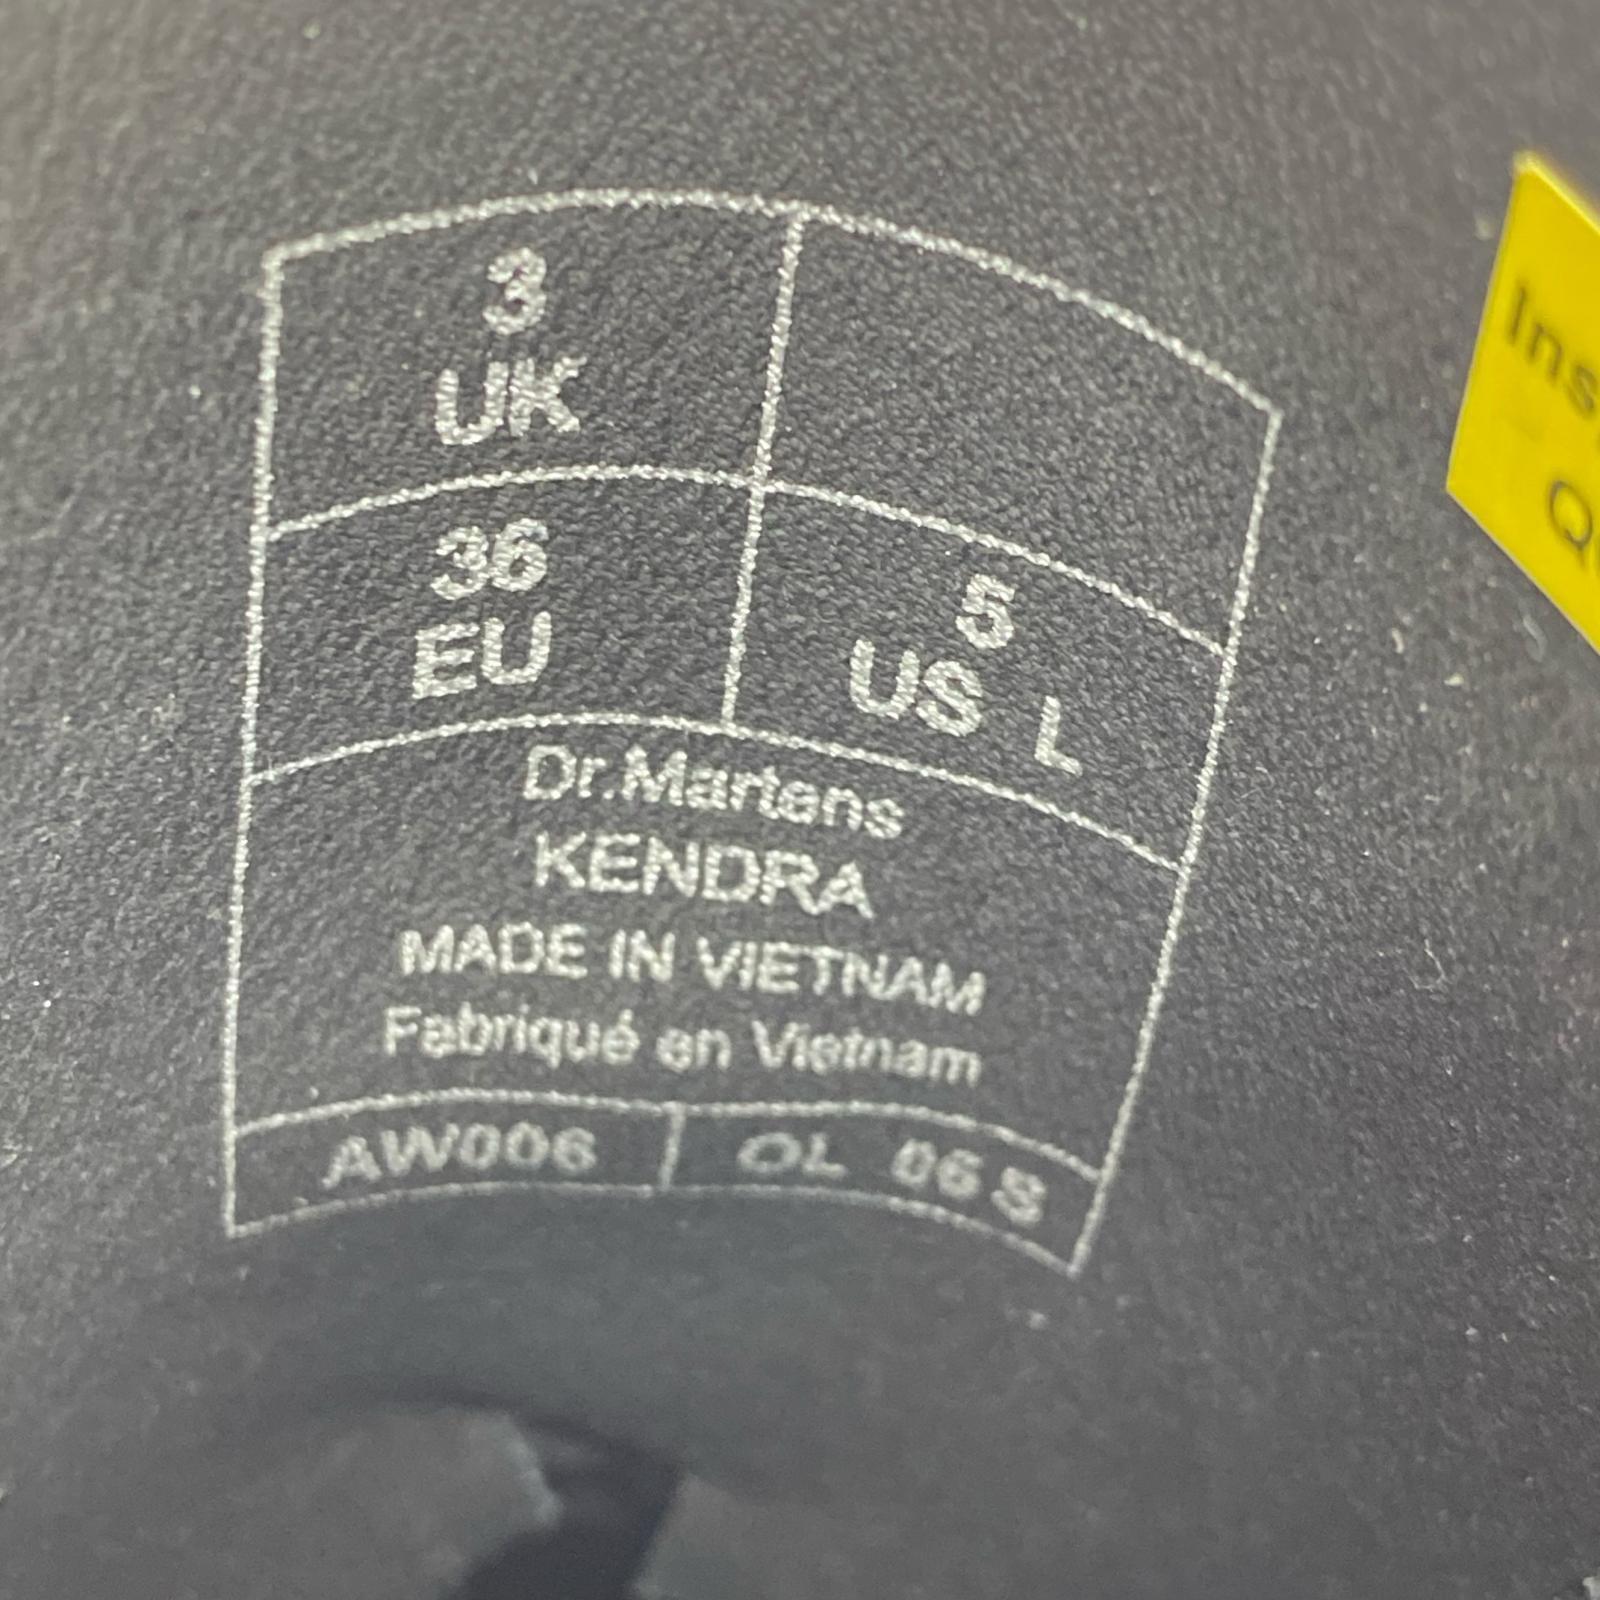 3
UK
36
EU
5
US L
Dr.Martens
KENDRA
MADE IN VIETNAM
Fabriqué en Vietnam
AW006
OL 06 S